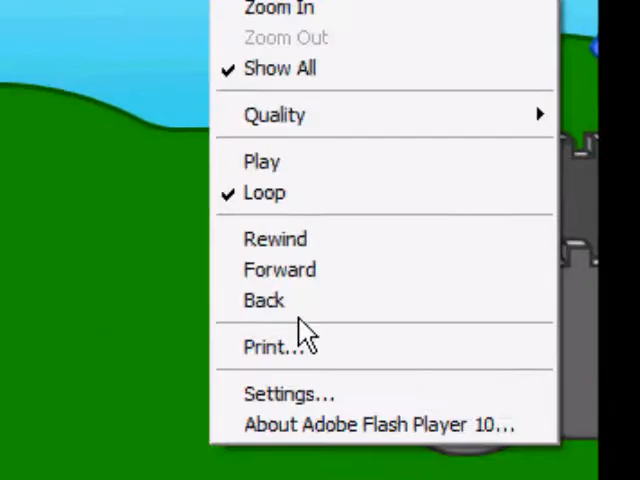 Zoom In
Zoom Out
Show All
Quality
Play
Loop
Rewind
Forward
Back
Print...
Settings...
About Adobe Flash Player 10...